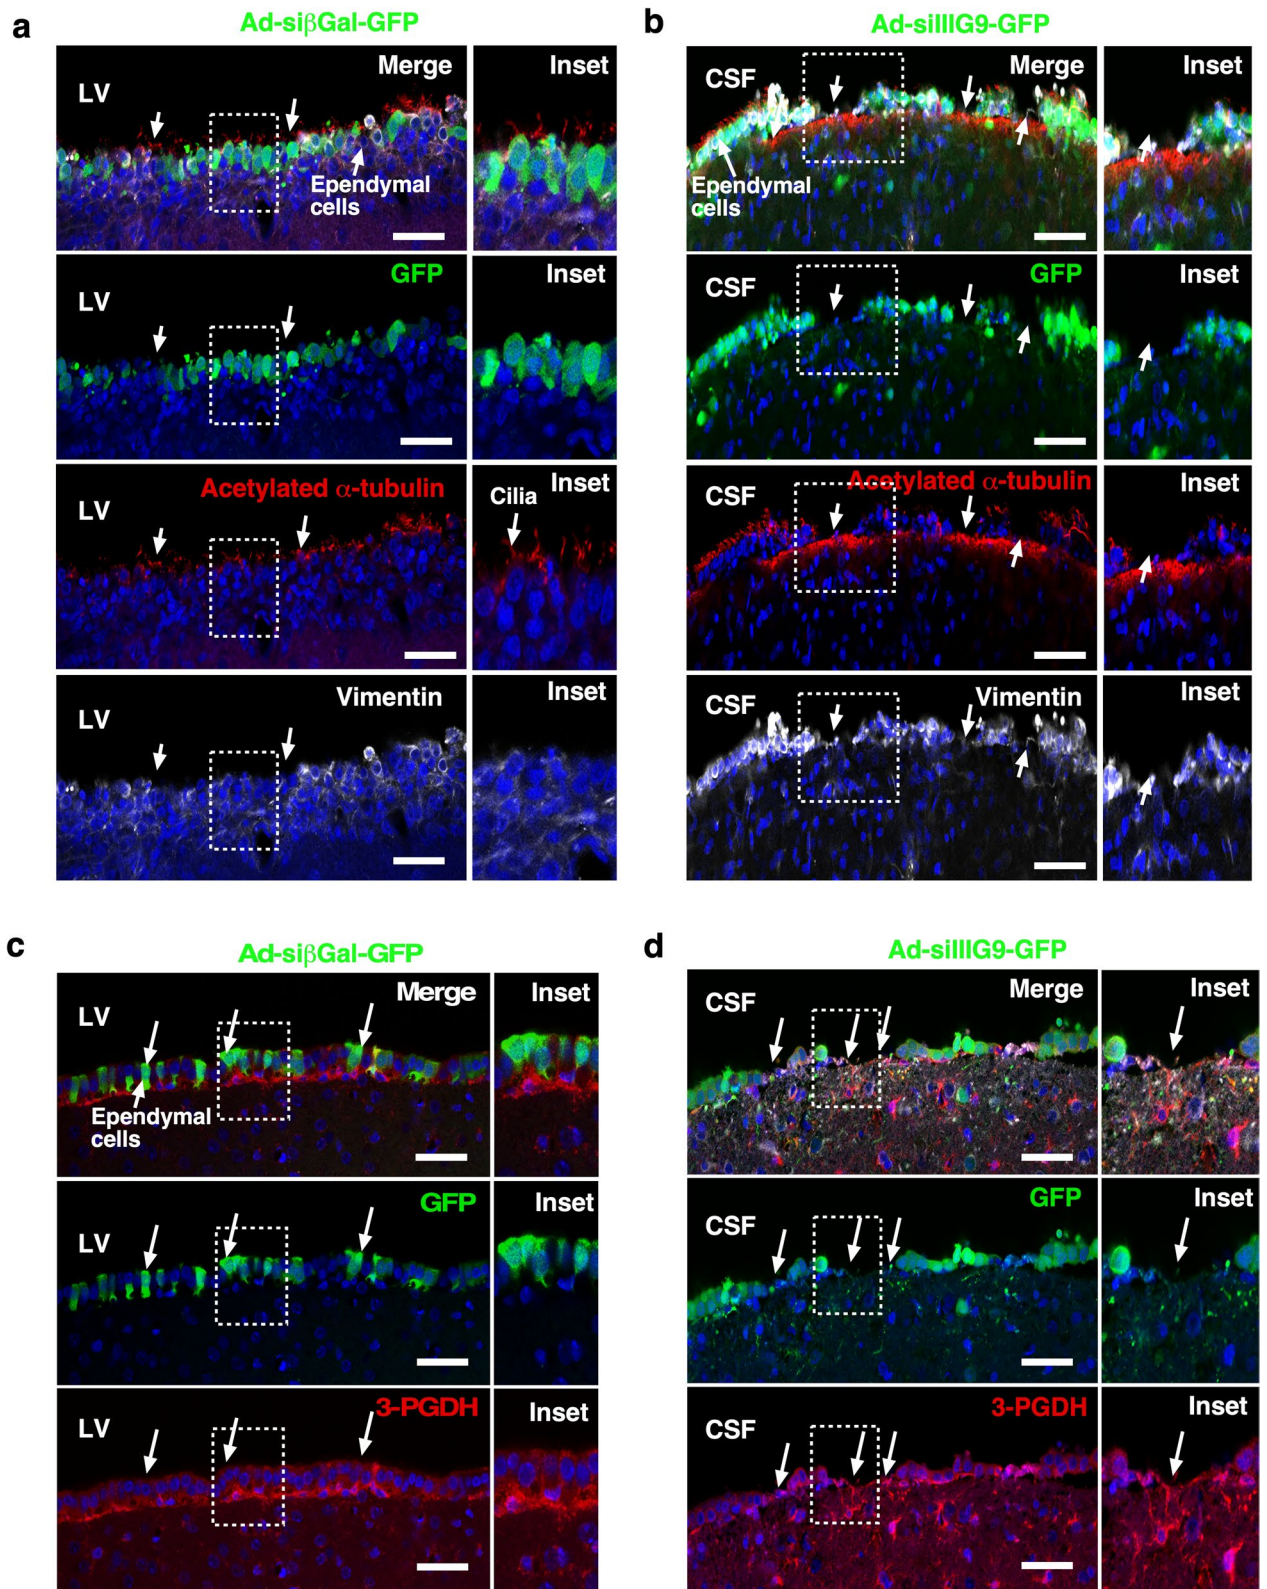 a
Ad-siβGal-GFP
LV
Merge
Inset
Ependymal
cells
LV
GFP
Inset
LV
Acetylated α-tubulin
Cilia
Inset
LV
Vimentin
Inset
b
Ad-siIIIG9-GFP
CSF
Merge
Inset
Ependymal
cells
CSF
GFP
Inset
CSF
Acetylated α-tubulin
Inset
CSF
Vimentin
Inset
c
Ad-siβGal-GFP
LV
Merge
Inset
Ependymal
cells
LV
GFP
Inset
LV
3-PGDH
Inset
d
Ad-siIIIG9-GFP
CSF
Merge
Inset
CSF
GFP
Inset
CSF
3-PGDH
Inset